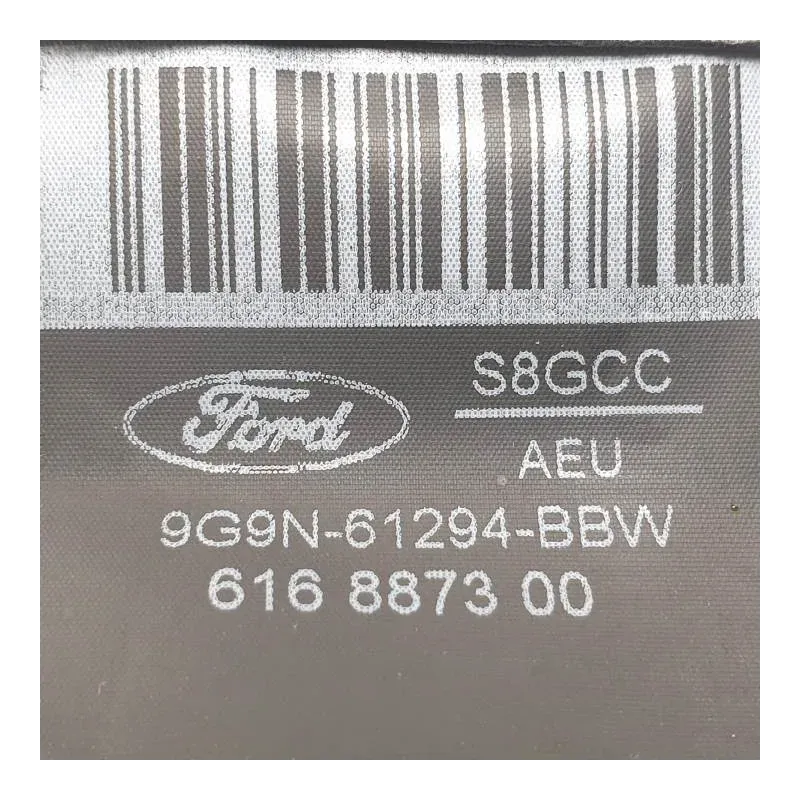 Ford
S8GCC
AEU
9G9N-61294-BBW
616 8873 00